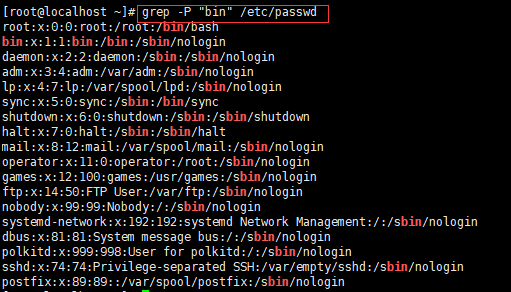 [root@localhost ~]# grep -P "bin" /etc/passwd
root:x:0:0:root:/root:/bin/bash
bin:x:1:1:bin:/bin:/sbin/nologin
daemon:x:2:2:daemon:/sbin:/sbin/nologin
adm:x:3:4:adm:/var/adm:/sbin/nologin
lp:x:4:7:lp:/var/spool/lpd:/sbin/nologin
sync:x:5:0:sync:/sbin:/bin/sync
shutdown:x:6:0:shutdown:/sbin:/sbin/shutdown
halt:x:7:0:halt:/sbin:/sbin/halt
mail:x:8:12:mail:/var/spool/mail:/sbin/nologin
operator:x:11:0:operator:/root:/sbin/nologin
games:x:12:100:games:/usr/games:/sbin/nologin
ftp:x:14:50:FTP User:/var/ftp:/sbin/nologin
nobody:x:99:99:Nobody:/:/sbin/nologin
systemd-network:x:192:192:systemd Network Management:/:/sbin/nologin
dbus:x:81:81:System message bus:/:/sbin/nologin
polkitd:x:999:998:User for polkitd:/:/sbin/nologin
sshd:x:74:74:Privilege-separated SSH:/var/empty/sshd:/sbin/nologin
postfix:x:89:89::/var/spool/postfix:/sbin/nologin